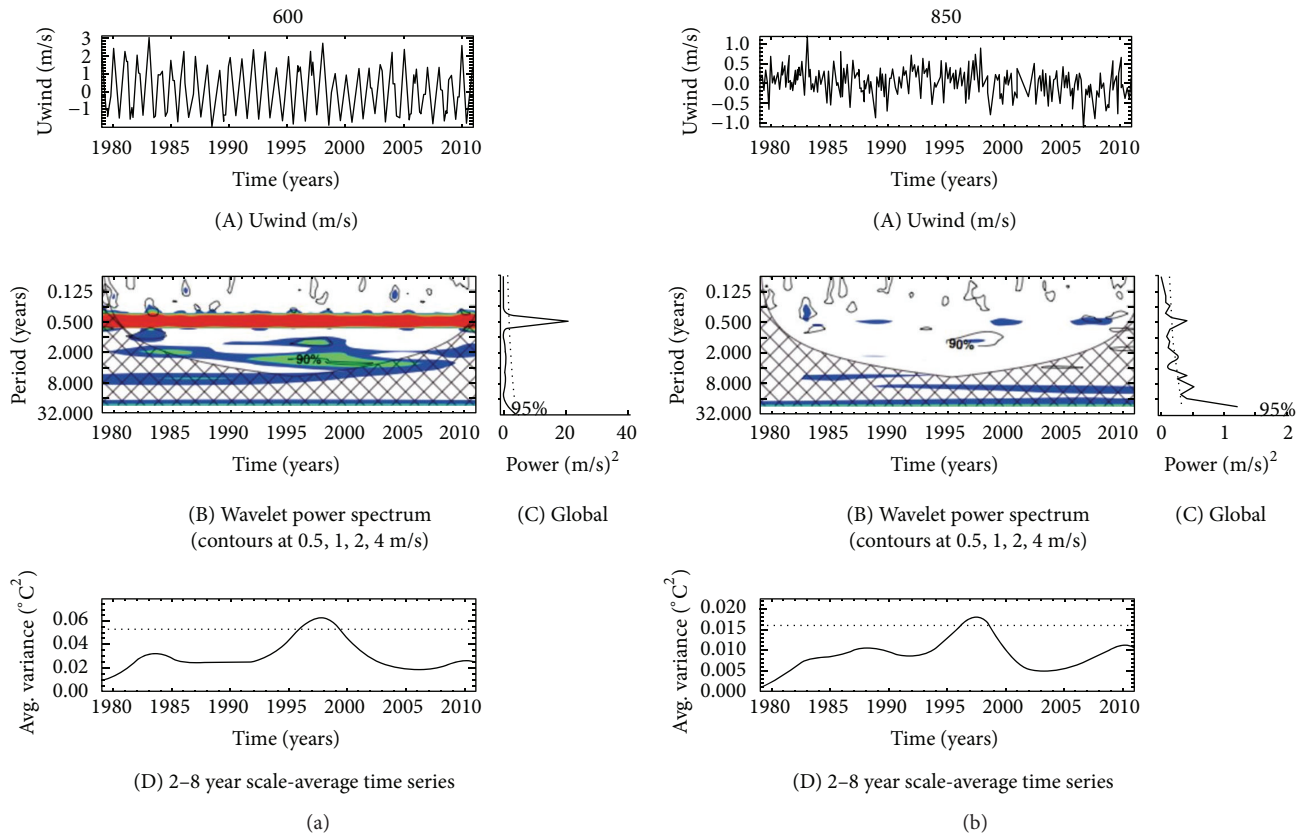 600
Uwind (m/s)
3
2
1
0
−1
1980 1985 1990 1995 2000 2005 2010
Time (years)
(A) Uwind (m/s)
Period (years)
0.125
0.500
2.000
8.000
32.000
90%
1980 1985 1990 1995 2000 2005 2010
Time (years)
(B) Wavelet power spectrum
(contours at 0.5, 1, 2, 4 m/s)
95%
0 20 40
Power (m/s)²
(C) Global
Avg. variance (°C²)
0.06
0.04
0.02
0.00
1980 1985 1990 1995 2000 2005 2010
Time (years)
(D) 2–8 year scale-average time series
(a)
850
Uwind (m/s)
1.0
0.5
0.0
−0.5
−1.0
1980 1985 1990 1995 2000 2005 2010
Time (years)
(A) Uwind (m/s)
Period (years)
0.125
0.500
2.000
8.000
32.000
90%
1980 1985 1990 1995 2000 2005 2010
Time (years)
(B) Wavelet power spectrum
(contours at 0.5, 1, 2, 4 m/s)
95%
0 1 2
Power (m/s)²
(C) Global
Avg. variance (°C²)
0.020
0.015
0.010
0.005
0.000
1980 1985 1990 1995 2000 2005 2010
Time (years)
(D) 2–8 year scale-average time series
(b)